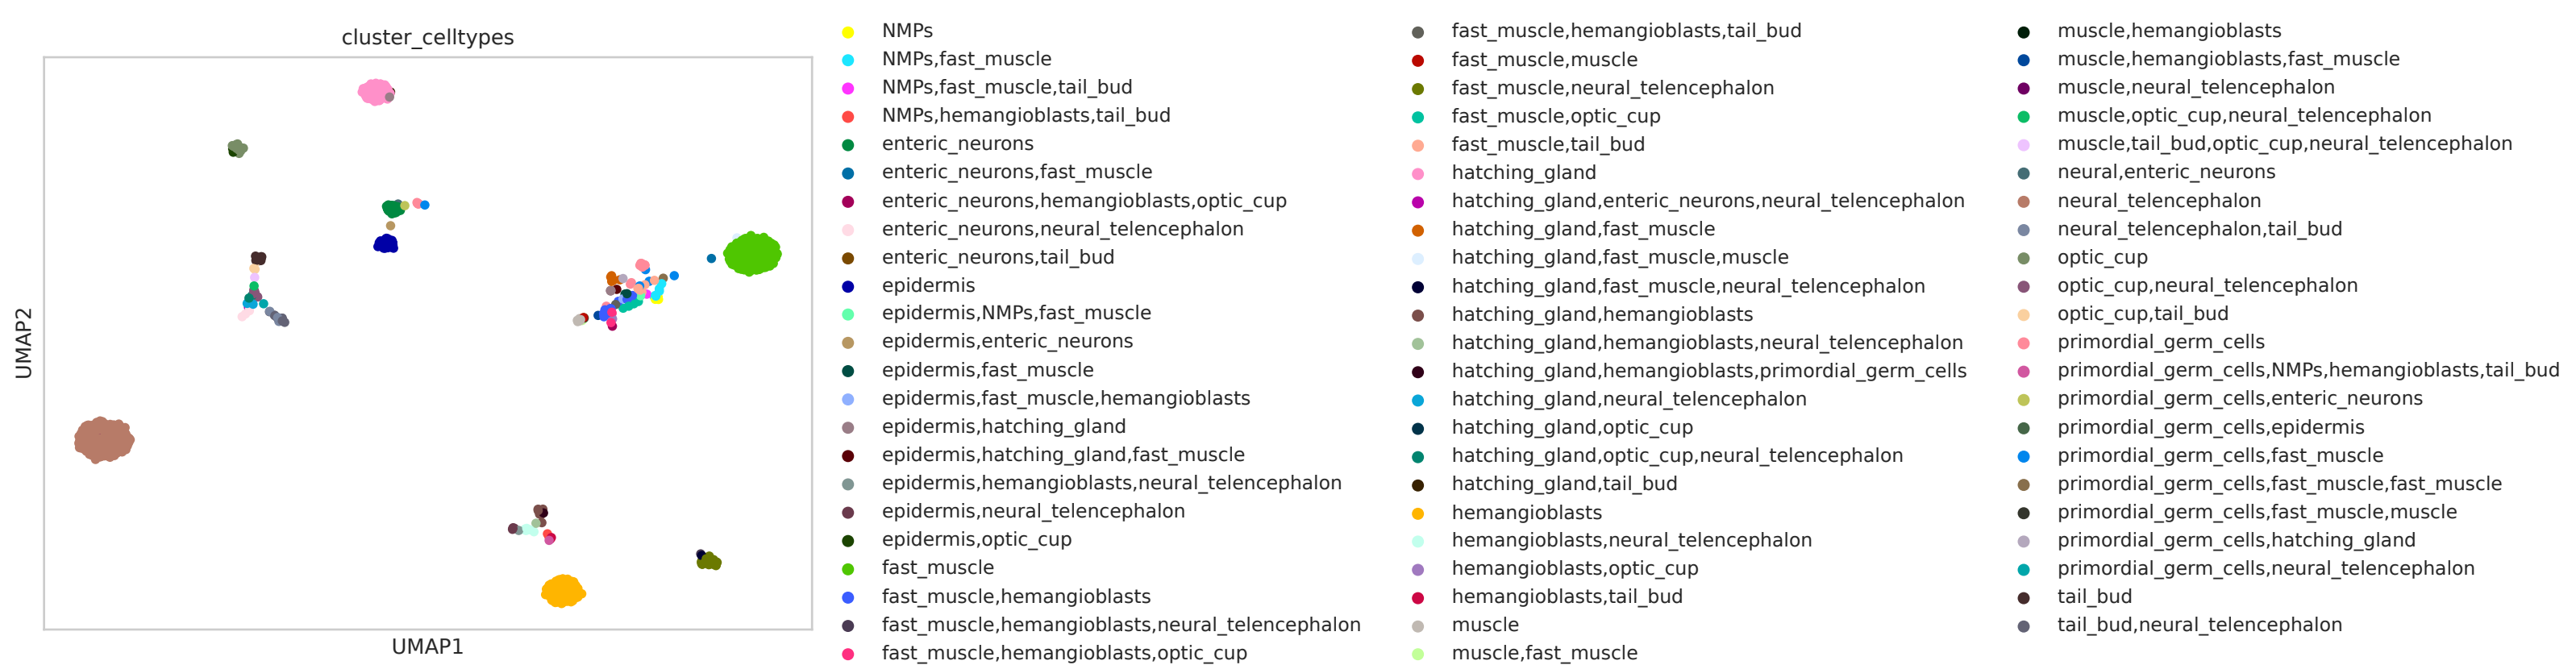 cluster_celltypes
UMAP2
UMAP1
NMPs
NMPs,fast_muscle
NMPs,fast_muscle,tail_bud
NMPs,hemangioblasts,tail_bud
enteric_neurons
enteric_neurons,fast_muscle
enteric_neurons,hemangioblasts,optic_cup
enteric_neurons,neural_telencephalon
enteric_neurons,tail_bud
epidermis
epidermis,NMPs,fast_muscle
epidermis,enteric_neurons
epidermis,fast_muscle
epidermis,fast_muscle,hemangioblasts
epidermis,hatching_gland
epidermis,hatching_gland,fast_muscle
epidermis,hemangioblasts,neural_telencephalon
epidermis,neural_telencephalon
epidermis,optic_cup
fast_muscle
fast_muscle,hemangioblasts
fast_muscle,hemangioblasts,neural_telencephalon
fast_muscle,hemangioblasts,optic_cup
fast_muscle,hemangioblasts,tail_bud
fast_muscle,muscle
fast_muscle,neural_telencephalon
fast_muscle,optic_cup
fast_muscle,tail_bud
hatching_gland
hatching_gland,enteric_neurons,neural_telencephalon
hatching_gland,fast_muscle
hatching_gland,fast_muscle,muscle
hatching_gland,fast_muscle,neural_telencephalon
hatching_gland,hemangioblasts
hatching_gland,hemangioblasts,neural_telencephalon
hatching_gland,hemangioblasts,primordial_germ_cells
hatching_gland,neural_telencephalon
hatching_gland,optic_cup
hatching_gland,optic_cup,neural_telencephalon
hatching_gland,tail_bud
hemangioblasts
hemangioblasts,neural_telencephalon
hemangioblasts,optic_cup
hemangioblasts,tail_bud
muscle
muscle,fast_muscle
muscle,hemangioblasts
muscle,hemangioblasts,fast_muscle
muscle,neural_telencephalon
muscle,optic_cup,neural_telencephalon
muscle,tail_bud,optic_cup,neural_telencephalon
neural,enteric_neurons
neural_telencephalon
neural_telencephalon,tail_bud
optic_cup
optic_cup,neural_telencephalon
optic_cup,tail_bud
primordial_germ_cells
primordial_germ_cells,NMPs,hemangioblasts,tail_bud
primordial_germ_cells,enteric_neurons
primordial_germ_cells,epidermis
primordial_germ_cells,fast_muscle
primordial_germ_cells,fast_muscle,fast_muscle
primordial_germ_cells,fast_muscle,muscle
primordial_germ_cells,hatching_gland
primordial_germ_cells,neural_telencephalon
tail_bud
tail_bud,neural_telencephalon